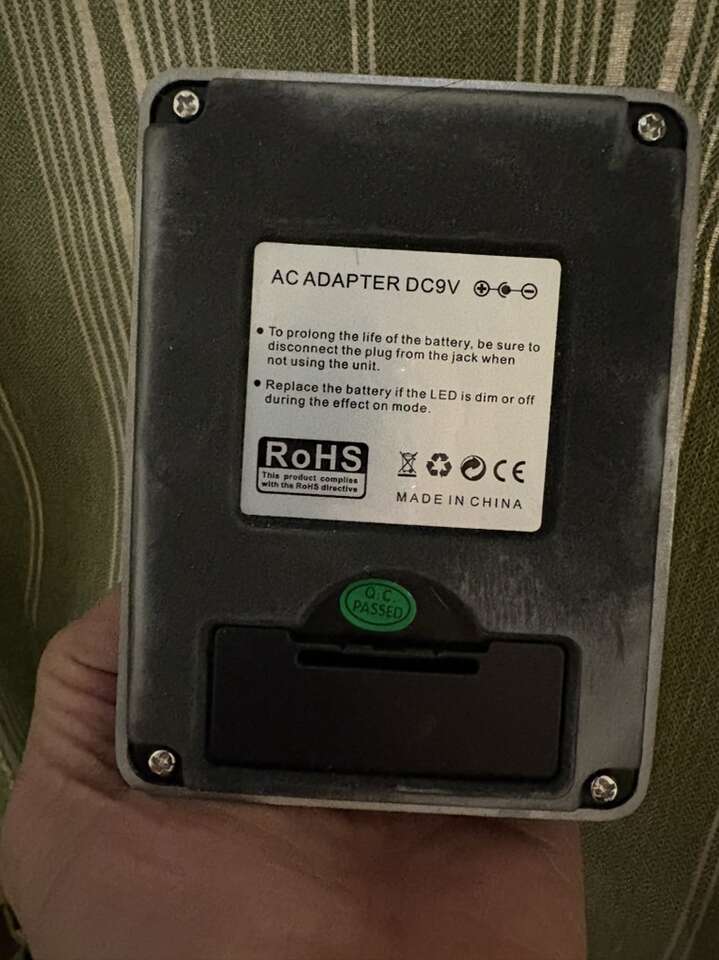 AC ADAPTER DC9V
• To prolong the life of the battery, be sure to
disconnect the plug from the jack when
not using the unit.
• Replace the battery if the LED is dim or off
during the effect on mode.
RoHS
This product complies
with the RoHS directive
CE
MADE IN CHINA
Q.C.
PASSED